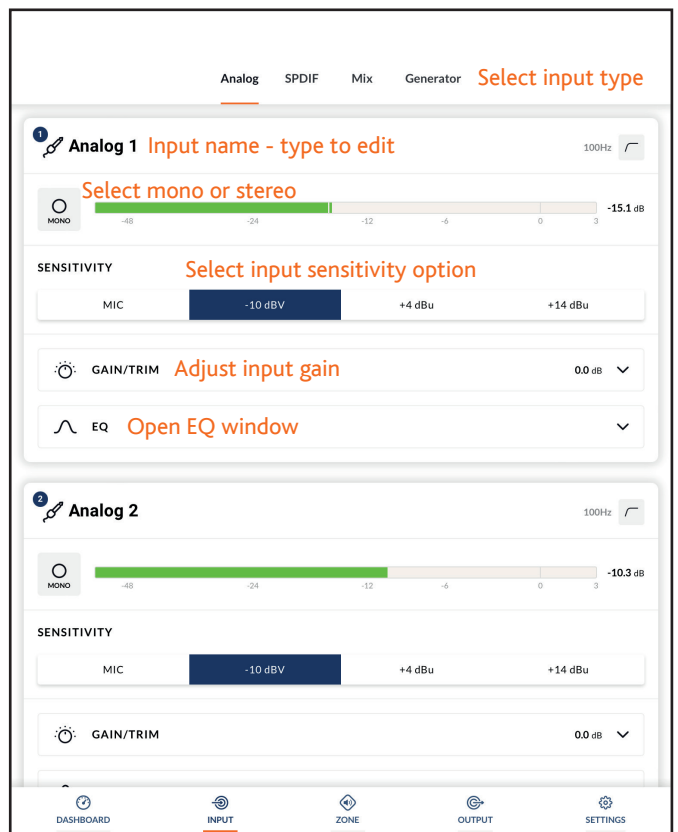 Analog SPDIF Mix Generator Select input type
1
Analog 1 Input name - type to edit 100Hz
Select mono or stereo
MONO -15.1 dB
-48 -24 -12 -6 0 3
SENSITIVITY Select input sensitivity option
MIC -10 dBV +4 dBu +14 dBu
GAIN/TRIM Adjust input gain 0.0 dB
EQ Open EQ window
2
Analog 2 100Hz
MONO -10.3 dB
-48 -24 -12 -6 0 3
SENSITIVITY
MIC -10 dBV +4 dBu +14 dBu
GAIN/TRIM 0.0 dB
DASHBOARD INPUT ZONE OUTPUT SETTINGS